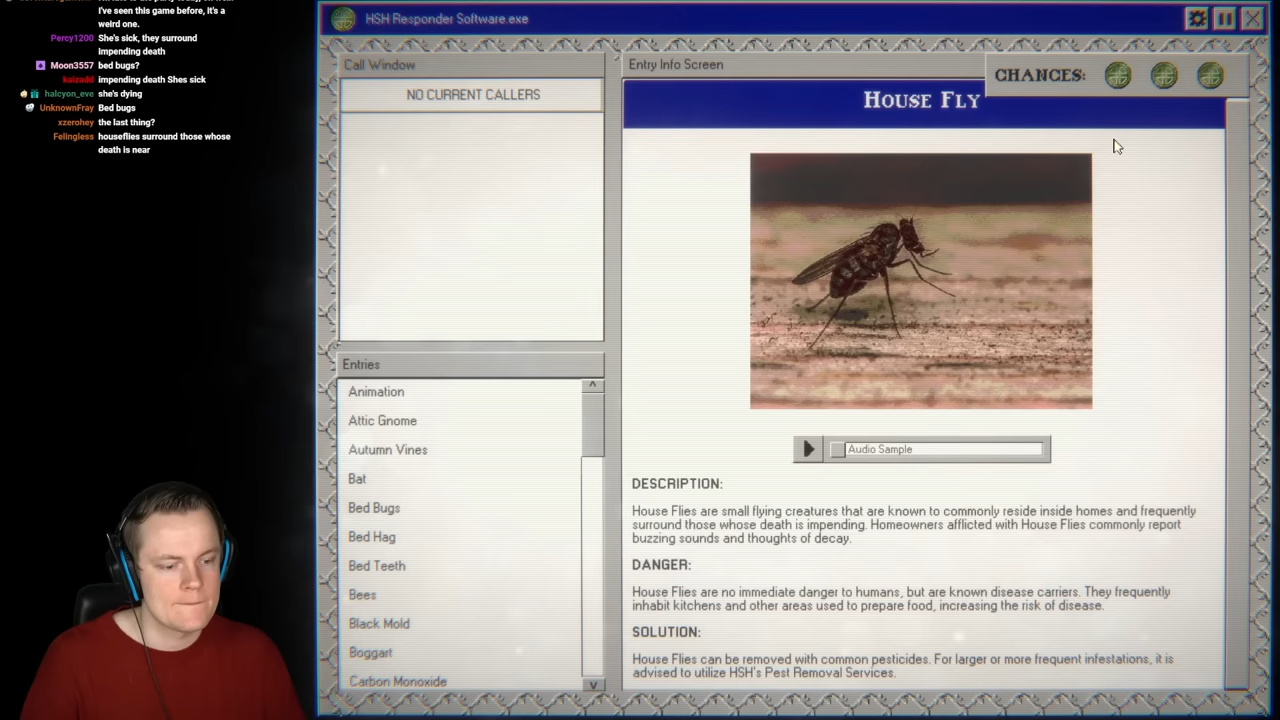 I've seen this game before, it's a
weird one.
Percy1200 She's sick, they surround
impending death
Moon3557 bed bugs?
kaizadd impending death Shes sick
halcyon_eve she's dying
UnknownFray Bed bugs
xzerohey the last thing?
Felingless houseflies surround those whose
death is near
HSH Responder Software.exe
Call Window
NO CURRENT CALLERS
Entries
Animation
Attic Gnome
Autumn Vines
Bat
Bed Bugs
Bed Hag
Bed Teeth
Bees
Black Mold
Boggart
Carbon Monoxide
Entry Info Screen
CHANCES:
House Fly
Audio Sample
DESCRIPTION:
House Flies are small flying creatures that are known to commonly reside inside homes and frequently
surround those whose death is impending. Homeowners afflicted with House Flies commonly report
buzzing sounds and thoughts of decay.
DANGER:
House Flies are no immediate danger to humans, but are known disease carriers. They frequently
inhabit kitchens and other areas used to prepare food, increasing the risk of disease.
SOLUTION:
House Flies can be removed with common pesticides. For larger or more frequent infestations, it is
advised to utilize HSH's Pest Removal Services.